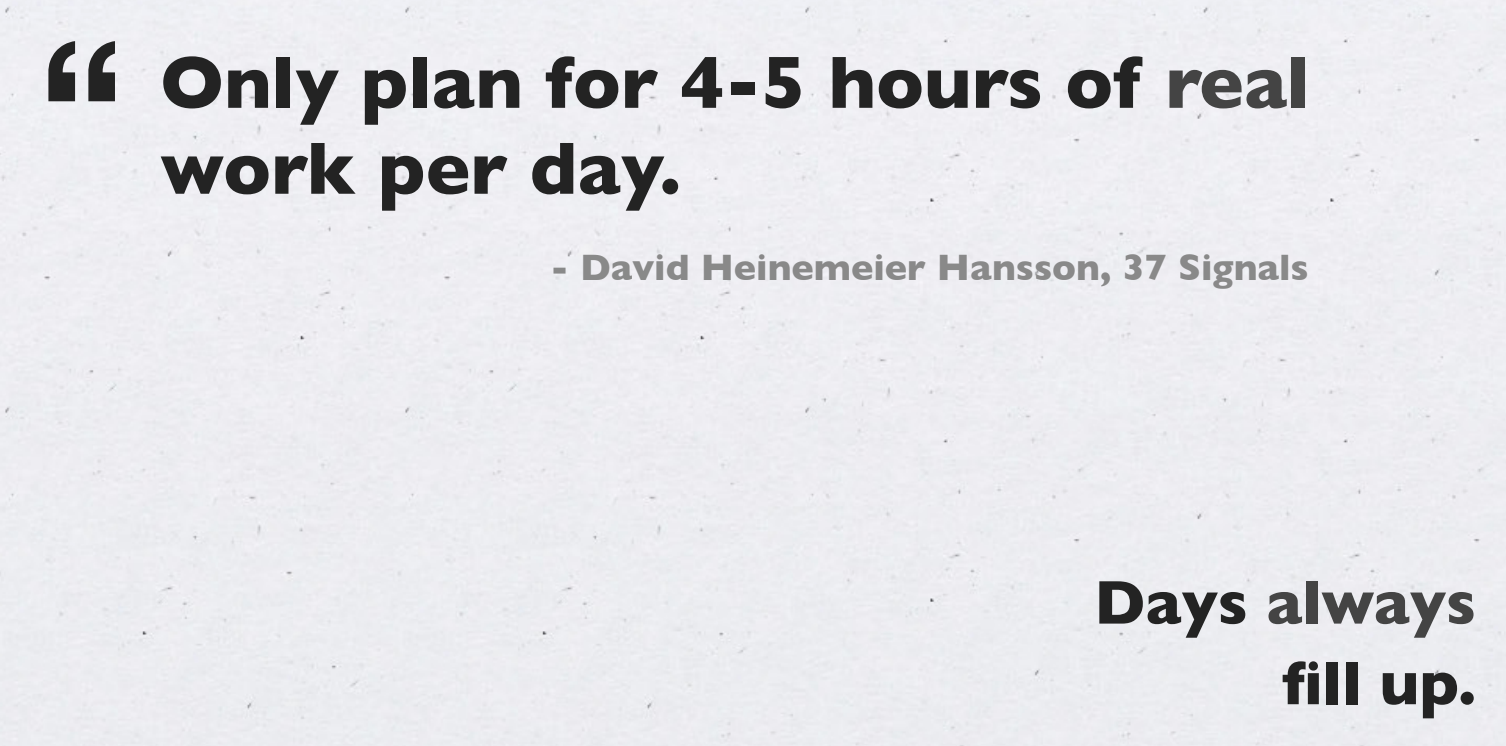 “ Only plan for 4-5 hours of real
work per day.
- David Heinemeier Hansson, 37 Signals
Days always
fill up.